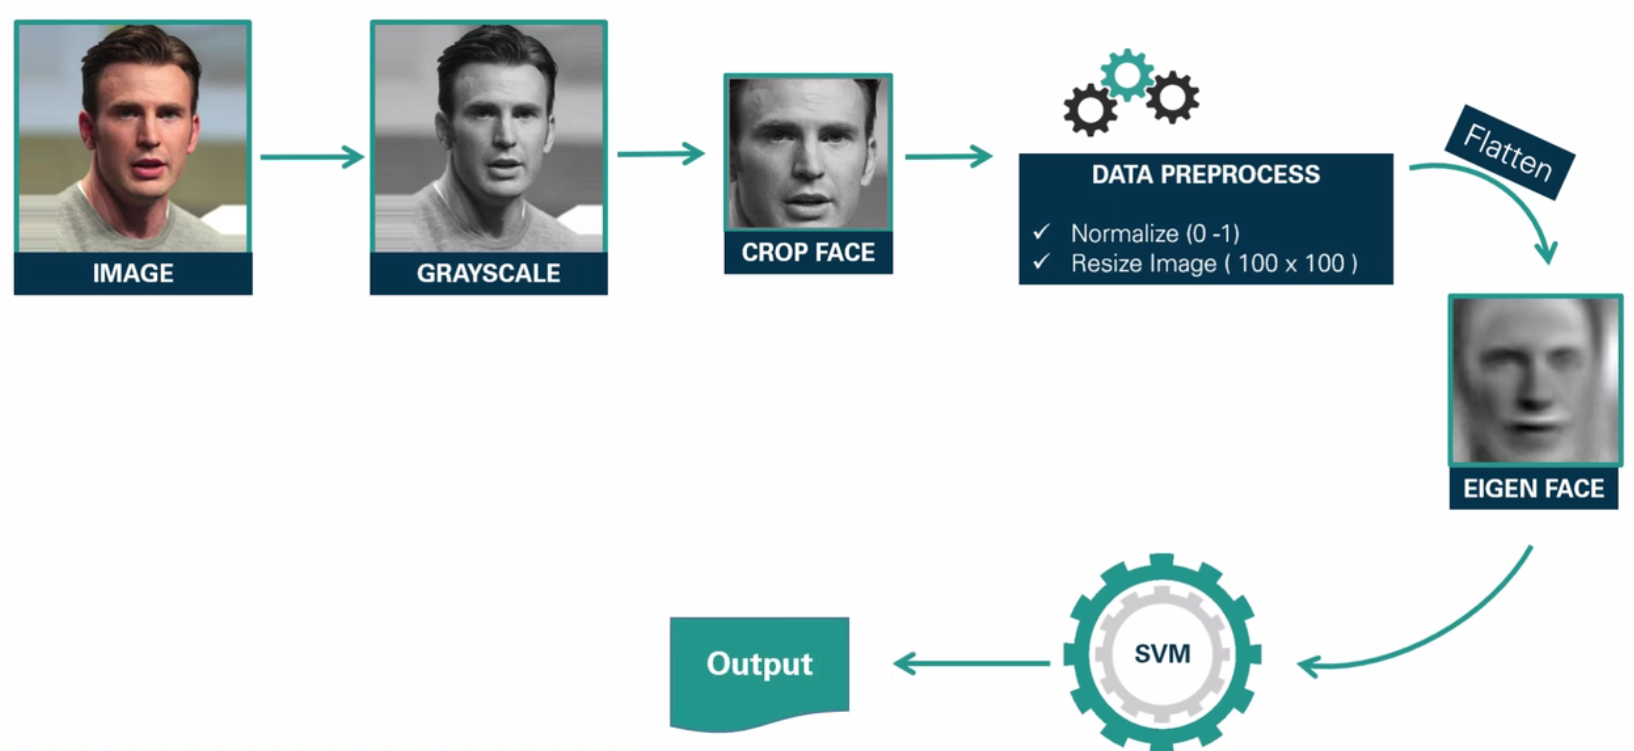 IMAGE
GRAYSCALE
CROP FACE
DATA PREPROCESS
✓ Normalize (0 -1)
✓ Resize Image ( 100 x 100 )
Flatten
EIGEN FACE
SVM
Output